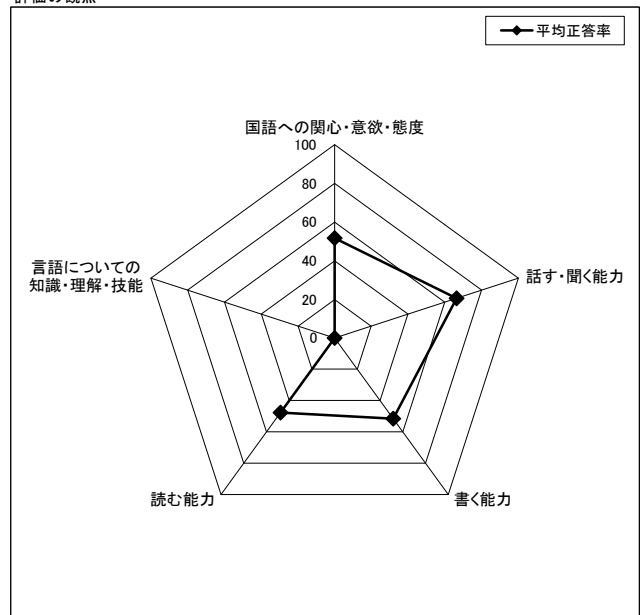 平均正答率
国語への関心・意欲・態度
100
80
60
40
20
0
話す・聞く能力
書く能力
読む能力
言語についての
知識・理解・技能